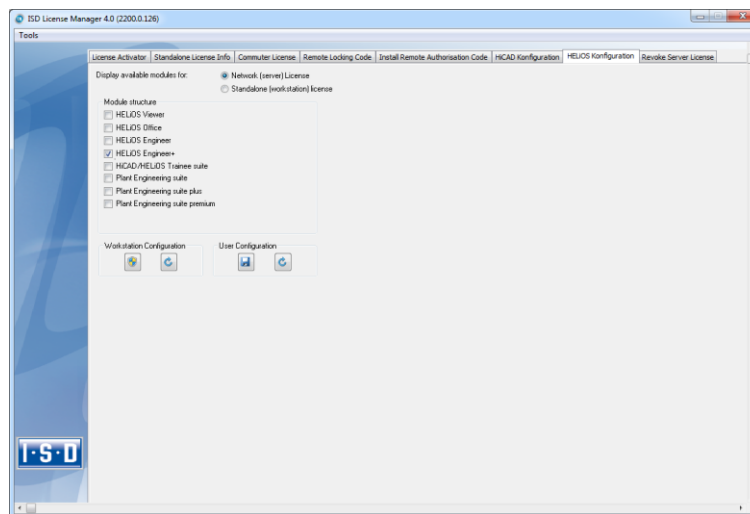 ISD License Manager 4.0 (2200.0.126)
Tools
License Activator Standalone License Info Commuter License Remote Locking Code Install Remote Authorisation Code HiCAD Konfiguration HELiOS Konfiguration Revoke Server License
Display available modules for: Network (server) License
Standalone (workstation) license
Module structure
HELiOS Viewer
HELiOS Office
HELiOS Engineer
HELiOS Engineer+
HiCAD/HELiOS Trainee suite
Plant Engineering suite
Plant Engineering suite plus
Plant Engineering suite premium
Workstation Configuration User Configuration
I·S·D